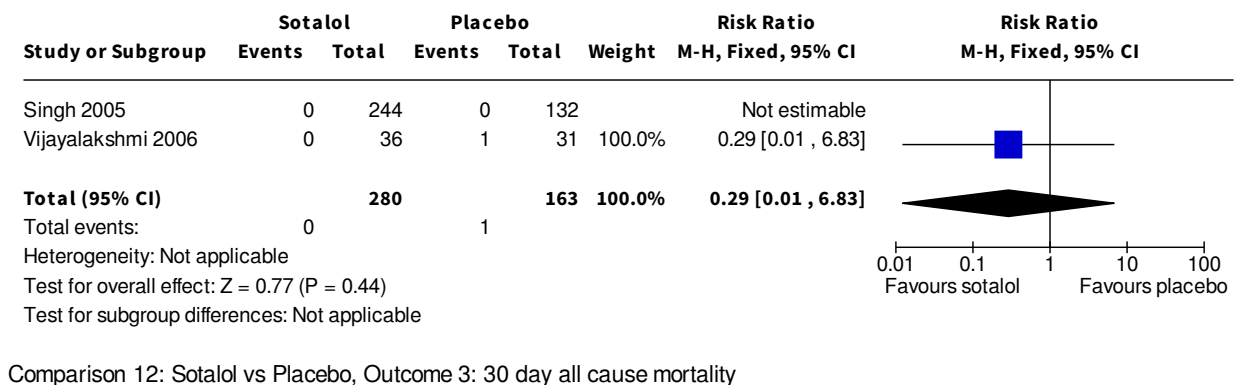 Sotalol Placebo Risk Ratio Risk Ratio
Study or Subgroup Events Total Events Total Weight M-H, Fixed, 95% CI M-H, Fixed, 95% CI
Singh 2005 0 244 0 132 Not estimable
Vijayalakshmi 2006 0 36 1 31 100.0% 0.29 [0.01 , 6.83]
Total (95% CI) 280 163 100.0% 0.29 [0.01 , 6.83]
Total events: 0 1
Heterogeneity: Not applicable
Test for overall effect: Z = 0.77 (P = 0.44)
Test for subgroup differences: Not applicable
0.01 0.1 1 10 100
Favours sotalol Favours placebo
Comparison 12: Sotalol vs Placebo, Outcome 3: 30 day all cause mortality